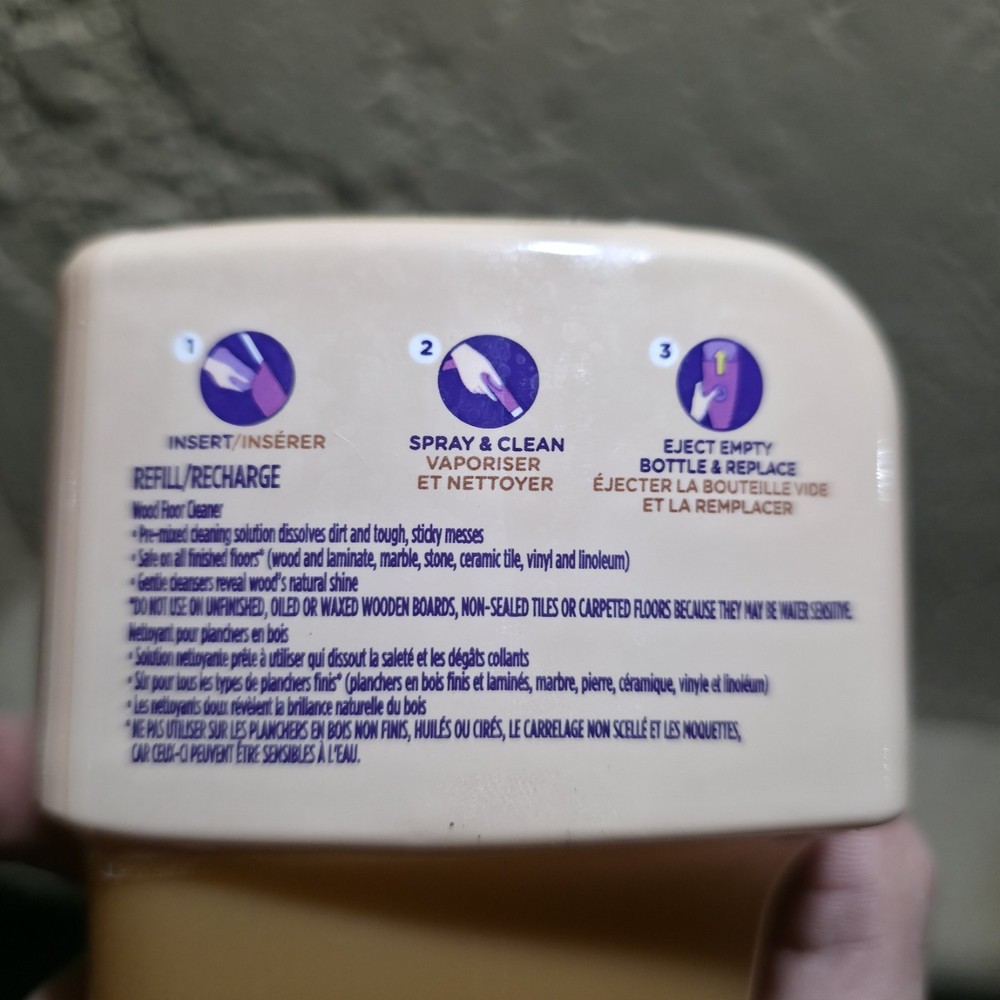 1
INSERT/INSÉRER
2
SPRAY & CLEAN
VAPORISER
ET NETTOYER
3
EJECT EMPTY
BOTTLE & REPLACE
ÉJECTER LA BOUTEILLE VIDE
ET LA REMPLACER
REFILL/RECHARGE
Wood Floor Cleaner
• Pre-mixed cleaning solution dissolves dirt and tough, sticky messes
• Safe on all finished floors* (wood and laminate, marble, stone, ceramic tile, vinyl and linoleum)
• Gentle cleansers reveal wood's natural shine
*DO NOT USE ON UNFINISHED, OILED OR WAXED WOODEN BOARDS, NON-SEALED TILES OR CARPETED FLOORS BECAUSE THEY MAY BE WATER SENSITIVE.
Nettoyant pour planchers en bois
• Solution nettoyante prête à utiliser qui dissout la saleté et les dégâts collants
• Sûr pour tous les types de planchers finis* (planchers en bois finis et laminés, marbre, pierre, céramique, vinyle et linoléum)
• Les nettoyants doux révèlent la brillance naturelle du bois
*NE PAS UTILISER SUR LES PLANCHERS EN BOIS NON FINIS, HUILÉS OU CIRÉS, LE CARRELAGE NON SCELLÉ ET LES MOQUETTES,
CAR CEUX-CI PEUVENT ÊTRE SENSIBLES À L'EAU.